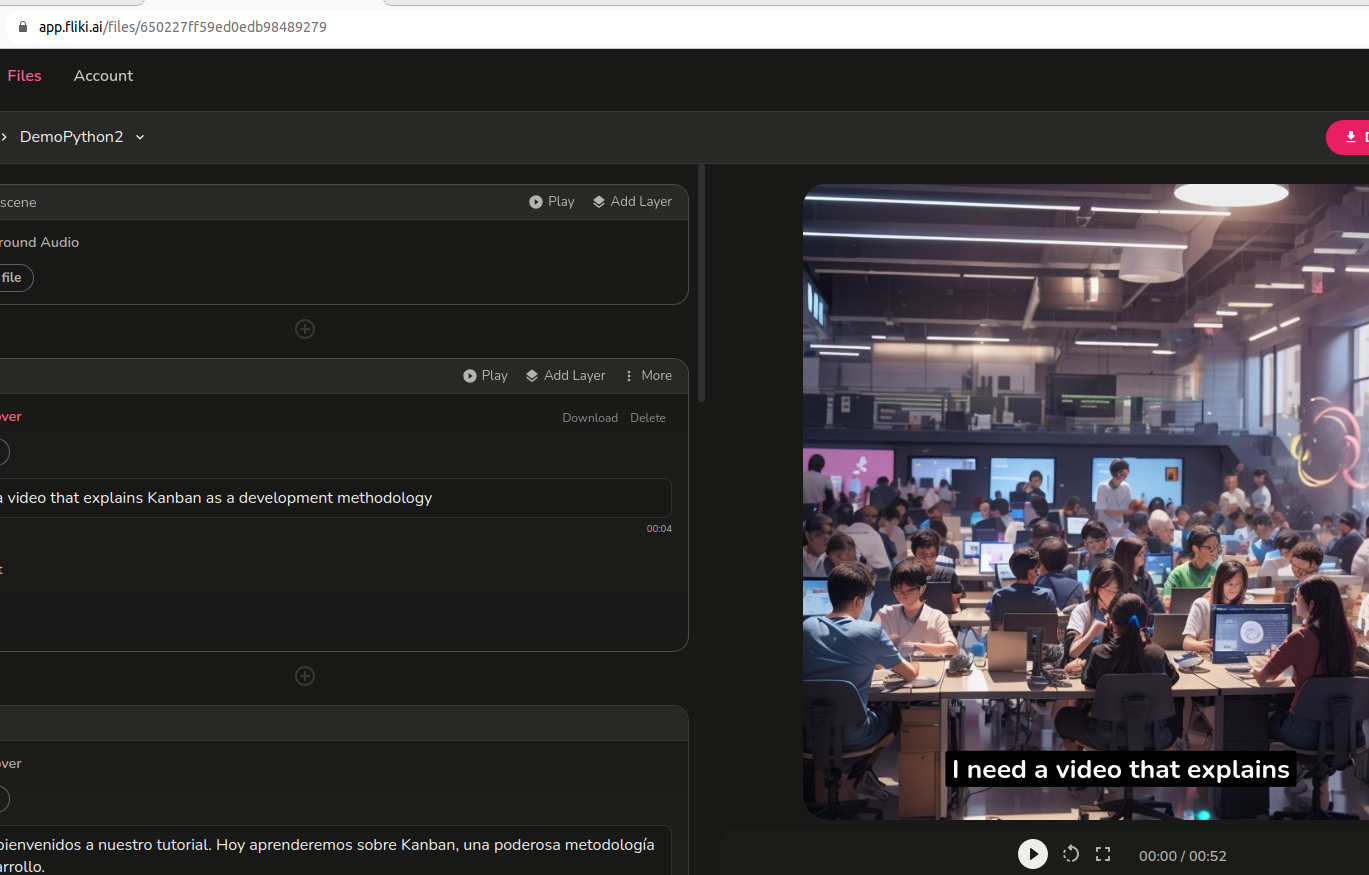 app.fliki.ai/files/650227ff59ed0edb98489279
Files Account
DemoPython2
scene Play Add Layer
round Audio
file
Play Add Layer More
over Download Delete
a video that explains Kanban as a development methodology
00:04
t
over
bienvenidos a nuestro tutorial. Hoy aprenderemos sobre Kanban, una poderosa metodología
arrollo.
I need a video that explains
00:00 / 00:52